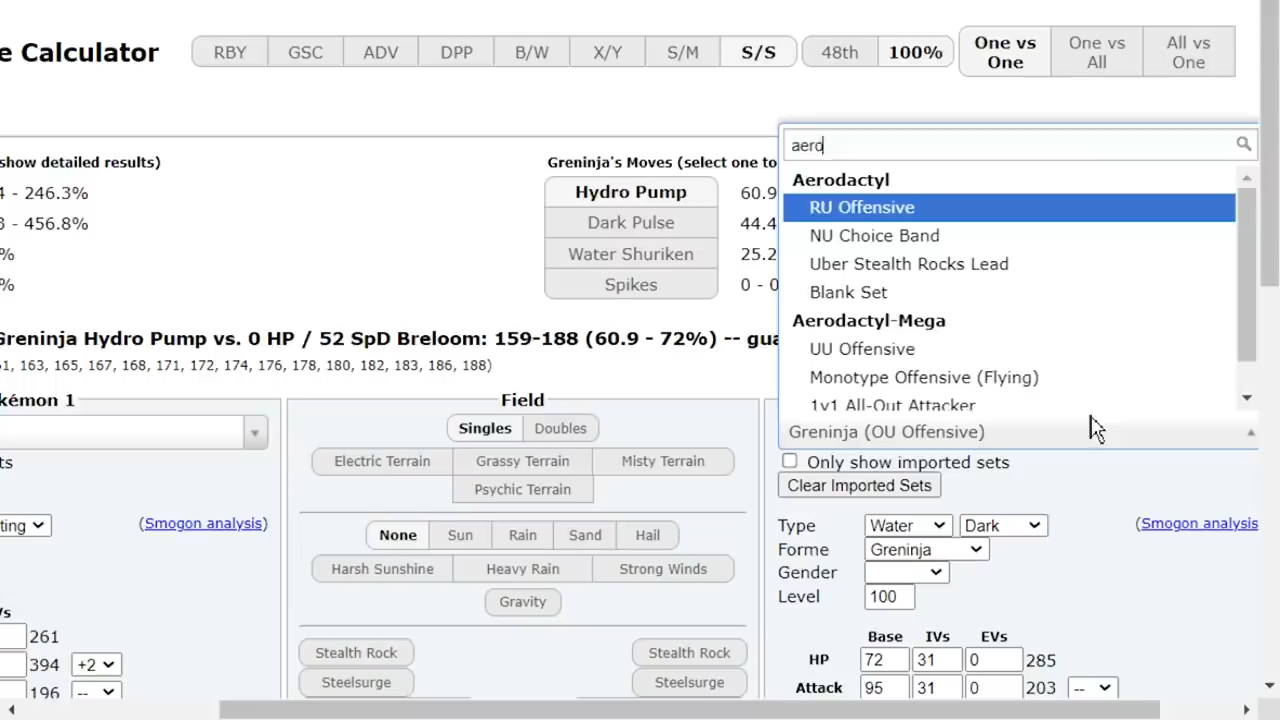 e Calculator
RBY GSC ADV DPP B/W X/Y S/M S/S 48th 100% One vs One One vs All All vs One
aero
show detailed results) Greninja's Moves (select one to
Aerodactyl
4 - 246.3% Hydro Pump 60.9
RU Offensive
3 - 456.8% Dark Pulse 44.4
NU Choice Band
% Water Shuriken 25.2
Uber Stealth Rocks Lead
% Spikes 0 - 0
Blank Set
Aerodactyl-Mega
Greninja Hydro Pump vs. 0 HP / 52 SpD Breloom: 159-188 (60.9 - 72%) -- gua
UU Offensive
51, 163, 165, 167, 168, 171, 172, 174, 176, 178, 180, 182, 183, 186, 188)
Monotype Offensive (Flying)
1v1 All-Out Attacker
kémon 1 Field
Singles Doubles Greninja (OU Offensive)
ts Electric Terrain Grassy Terrain Misty Terrain Only show imported sets
Psychic Terrain Clear Imported Sets
ting (Smogon analysis) Type Water Dark (Smogon analysis
None Sun Rain Sand Hail
Forme Greninja
Harsh Sunshine Heavy Rain Strong Winds Gender
Gravity Level 100
Vs Base IVs EVs
261
Stealth Rock Stealth Rock HP 72 31 0 285
394 +2
Steelsurge Steelsurge Attack 95 31 0 203 --
196 --